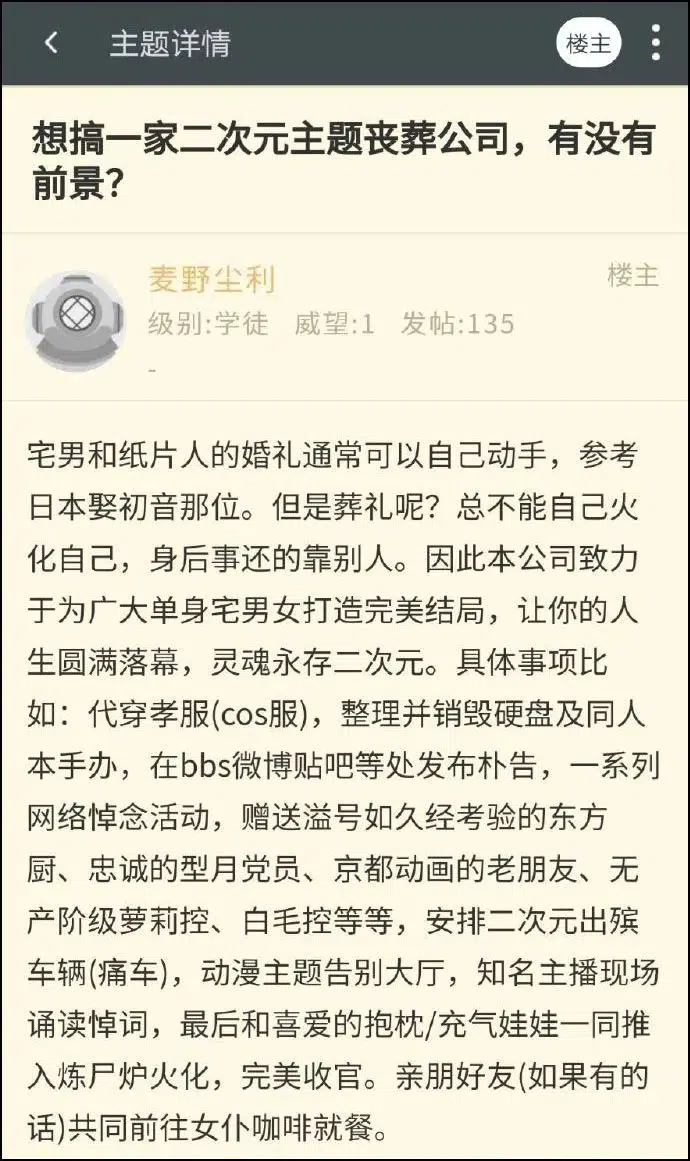 主题详情
楼主
想搞一家二次元主题丧葬公司，有没有
前景？
麦野尘利
楼主
级别:学徒 威望:1 发帖:135
-
宅男和纸片人的婚礼通常可以自己动手，参考
日本娶初音那位。但是葬礼呢？总不能自己火
化自己，身后事还的靠别人。因此本公司致力
于为广大单身宅男女打造完美结局，让你的人
生圆满落幕，灵魂永存二次元。具体事项比
如：代穿孝服(cos服)，整理并销毁硬盘及同人
本手办，在bbs微博贴吧等处发布朴告，一系列
网络悼念活动，赠送溢号如久经考验的东方
厨、忠诚的型月党员、京都动画的老朋友、无
产阶级萝莉控、白毛控等等，安排二次元出殡
车辆(痛车)，动漫主题告别大厅，知名主播现场
诵读悼词，最后和喜爱的抱枕/充气娃娃一同推
入炼尸炉火化，完美收官。亲朋好友(如果有的
话)共同前往女仆咖啡就餐。